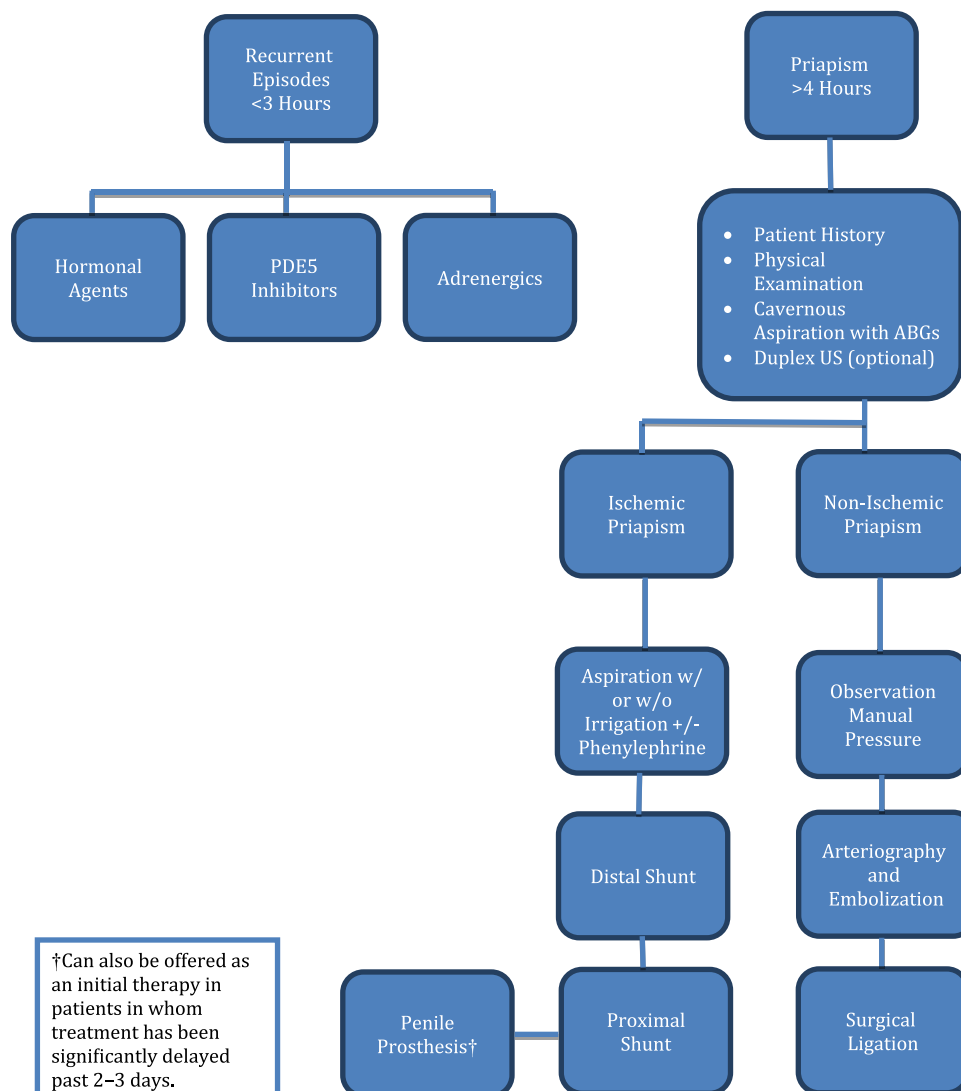 Recurrent
Episodes
<3 Hours
Hormonal
Agents
PDE5
Inhibitors
Adrenergics
Priapism
>4 Hours
• Patient History
• Physical
Examination
• Cavernous
Aspiration with ABGs
• Duplex US (optional)
Ischemic
Priapism
Non-Ischemic
Priapism
Aspiration w/
or w/o
Irrigation +/-
Phenylephrine
Observation
Manual
Pressure
Distal Shunt
Arteriography
and
Embolization
Penile
Prosthesis†
Proximal
Shunt
Surgical
Ligation
†Can also be offered as
an initial therapy in
patients in whom
treatment has been
significantly delayed
past 2–3 days.